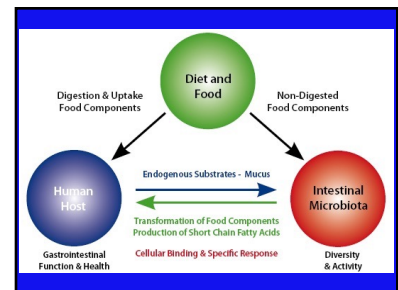 Diet and
Food
Digestion & Uptake
Food Components
Non-Digested
Food Components
Human
Host
Endogenous Substrates - Mucus
Intestinal
Microbiota
Transformation of Food Components
Production of Short Chain Fatty Acids
Gastrointestinal
Function & Health
Cellular Binding & Specific Response
Diversity
& Activity